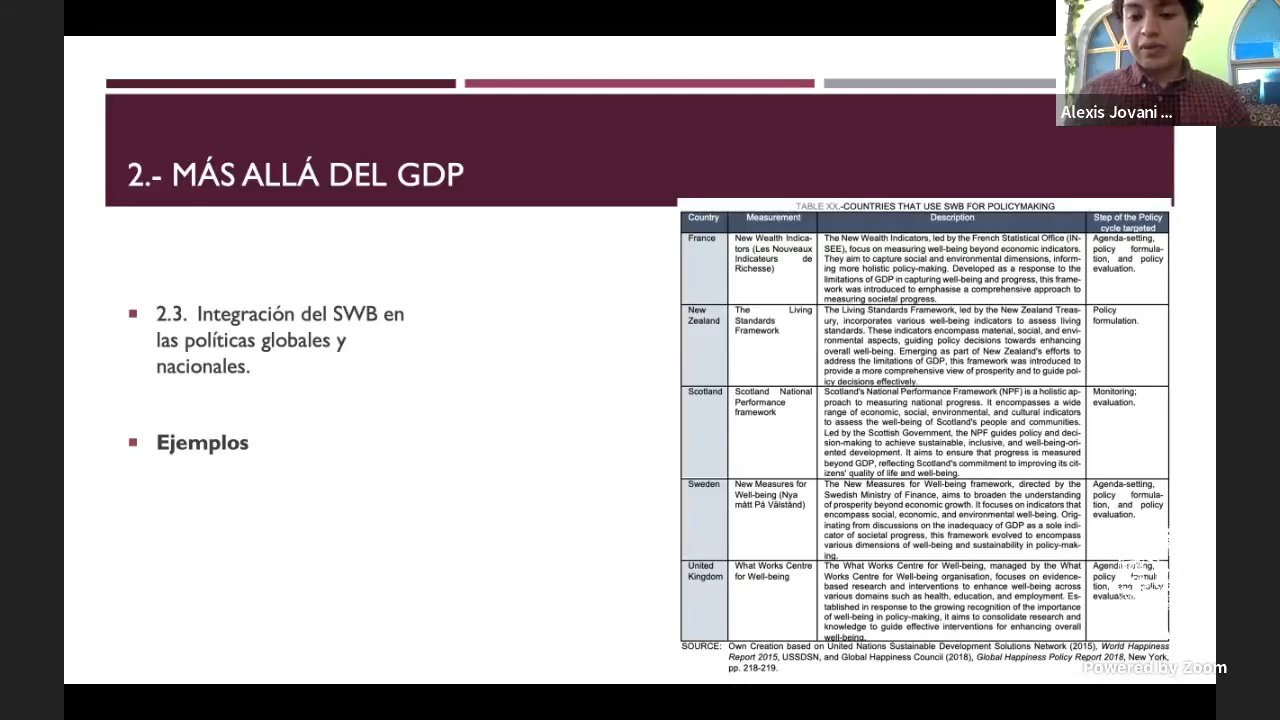 Alexis Jovani ...
2.- MÁS ALLÁ DEL GDP
2.3. Integración del SWB en
las políticas globales y
nacionales.
Ejemplos
TABLE XX.-COUNTRIES THAT USE SWB FOR POLICYMAKING
Country Measurement Description Step of the Policy
cycle targeted
France New Wealth Indica- The New Wealth Indicators, led by the French Statistical Office (IN- Agenda-setting,
tors (Les Nouveaux SEE), focus on measuring well-being beyond economic indicators. policy formula-
Indicateurs de They aim to capture social and environmental dimensions, inform- tion, and policy
Richesse) ing more holistic policy-making. Developed as a response to the evaluation.
limitations of GDP in capturing well-being and progress, this frame-
work was introduced to emphasise a comprehensive approach to
measuring societal progress.
New The Living The Living Standards Framework, led by the New Zealand Treas- Policy
Zealand Standards ury, incorporates various well-being indicators to assess living formulation.
Framework standards. These indicators encompass material, social, and envi-
ronmental aspects, guiding policy decisions towards enhancing
overall well-being. Emerging as part of New Zealand's efforts to
address the limitations of GDP, this framework was introduced to
provide a more comprehensive view of prosperity and to guide pol-
icy decisions effectively.
Scotland Scotland National Scotland's National Performance Framework (NPF) is a holistic ap- Monitoring;
Performance proach to measuring national progress. It encompasses a wide evaluation.
framework range of economic, social, environmental, and cultural indicators
to assess the well-being of Scotland's people and communities.
Led by the Scottish Government, the NPF guides policy and deci-
sion-making to achieve sustainable, inclusive, and well-being-ori-
ented development. It aims to ensure that progress is measured
beyond GDP, reflecting Scotland's commitment to improving its cit-
izens' quality of life and well-being.
Sweden New Measures for The New Measures for Well-being framework, directed by the Agenda-setting,
Well-being (Nya Swedish Ministry of Finance, aims to broaden the understanding policy formula-
mått På Välstånd) of prosperity beyond economic growth. It focuses on indicators that tion, and policy
encompass social, economic, and environmental well-being. Orig- evaluation.
inating from discussions on the inadequacy of GDP as a sole indi-
cator of societal progress, this framework evolved to encompass
various dimensions of well-being and sustainability in policy-mak-
ing.
United What Works Centre The What Works Centre for Well-being, managed by the What
Kingdom for Well-being Works Centre for Well-being organisation, focuses on evidence- policy
based research and interventions to enhance well-being across
various domains such as health, education, and employment. Es-
tablished in response to the growing recognition of the importance
of well-being in policy-making, it aims to consolidate research and
knowledge to guide effective interventions for enhancing overall
well-being.
SOURCE: Own Creation based on United Nations Sustainable Development Solutions Network (2015), World Happiness
Report 2015, USSDSN, and Global Happiness Council (2018), Global Happiness Policy Report 2018, New York,
pp. 218-219.
Powered by Zoom